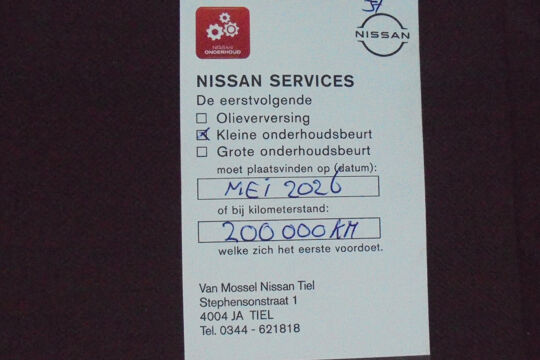 NISSAN
ONDERHOUD
NISSAN
NISSAN SERVICES
De eerstvolgende
Olieverversing
Kleine onderhoudsbeurt
Grote onderhoudsbeurt
moet plaatsvinden op (datum):
MEi 2026
of bij kilometerstand:
200 000 KM
welke zich het eerste voordoet.
Van Mossel Nissan Tiel
Stephensonstraat 1
4004 JA TIEL
Tel. 0344 - 621818